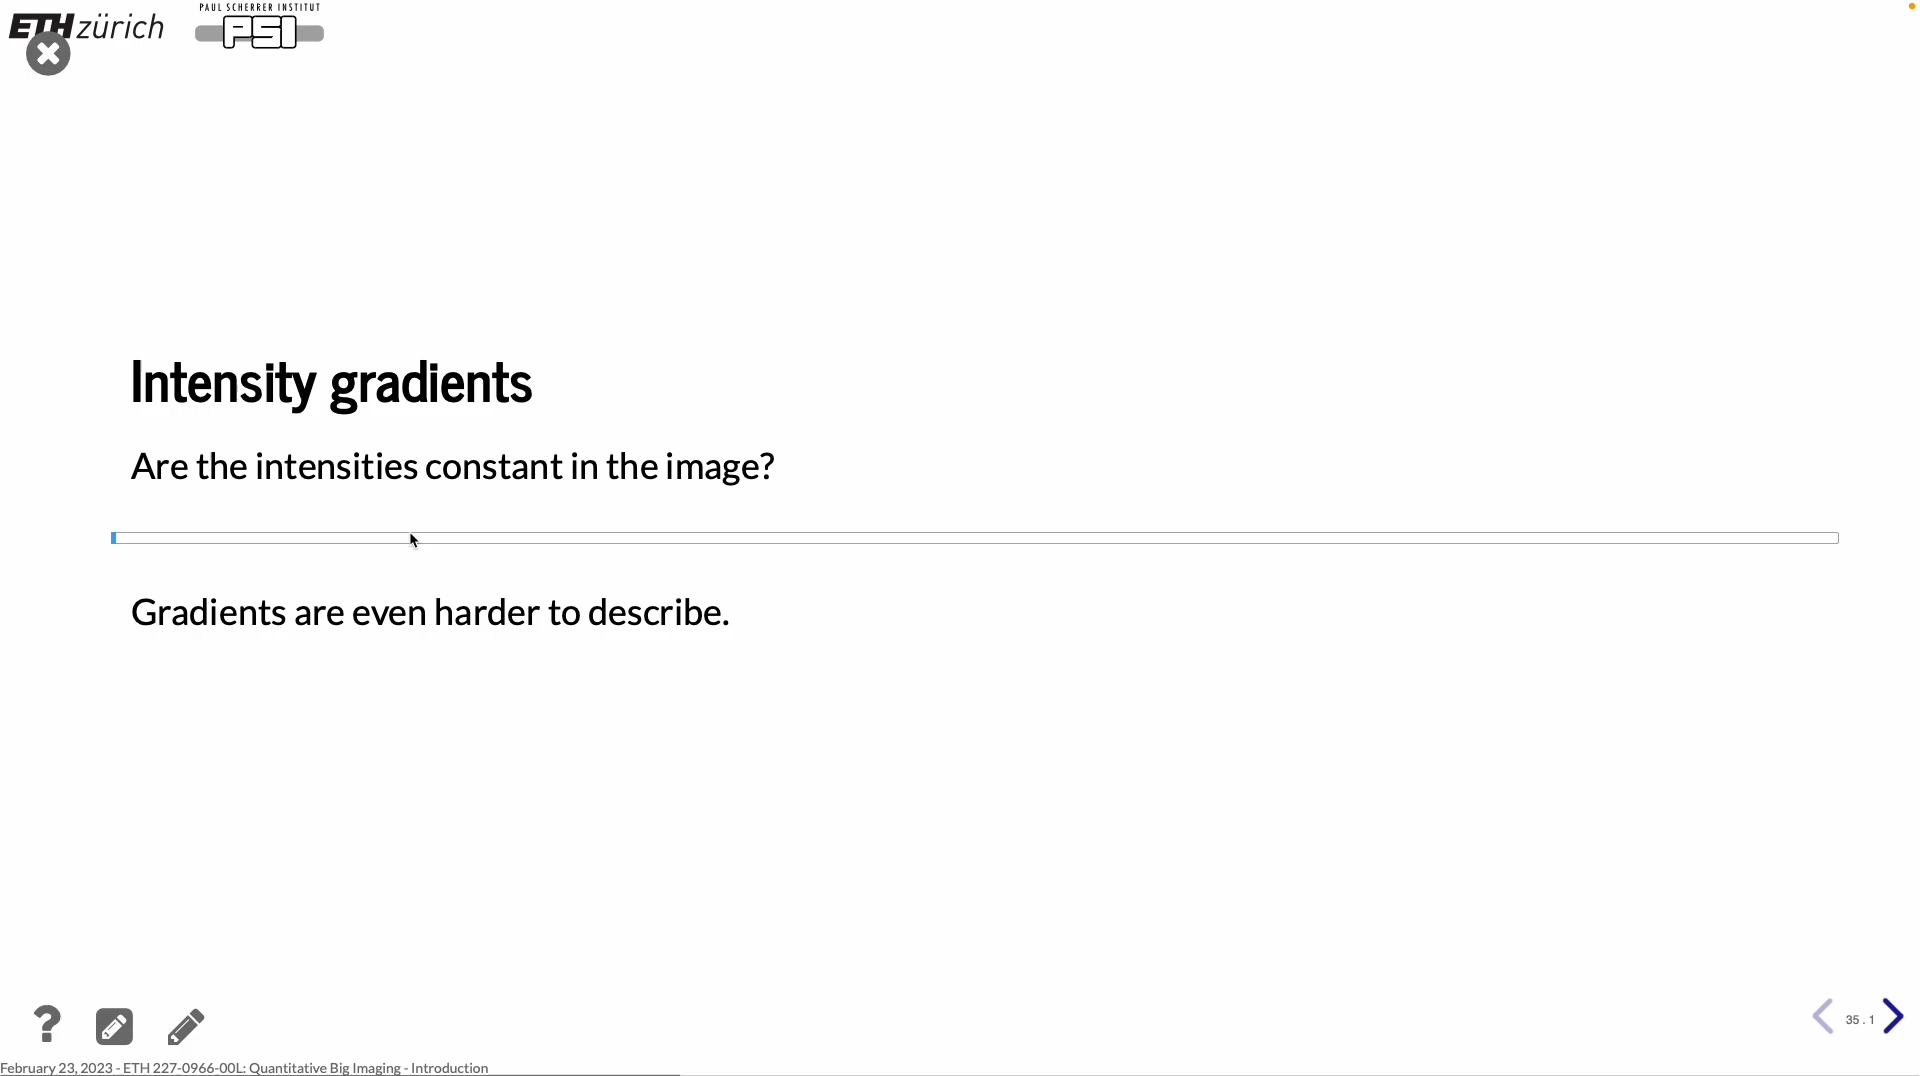 ETH zürich
PAUL SCHERRER INSTITUT
PSI
Intensity gradients
Are the intensities constant in the image?
Gradients are even harder to describe.
35 . 1
February 23, 2023 - ETH 227-0966-00L: Quantitative Big Imaging - Introduction